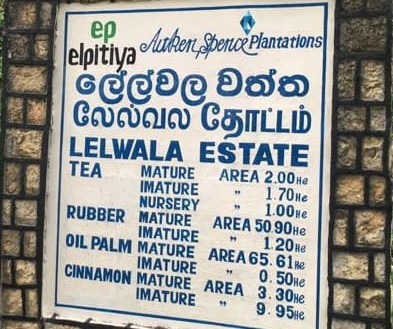 ep
elpitiya
Aitken Spence Plantations
ලේල්වල වත්ත
லேல்வல தோட்டம்
LELWALA ESTATE
TEA MATURE AREA 2.00He
IMATURE " 1.70He
NURSERY " 1.00He
RUBBER MATURE AREA 50.90He
IMATURE " 1.20He
OIL PALM MATURE AREA 65.61He
IMATURE " 0.50He
CINNAMON MATURE AREA 3.30He
IMATURE " 9.95He